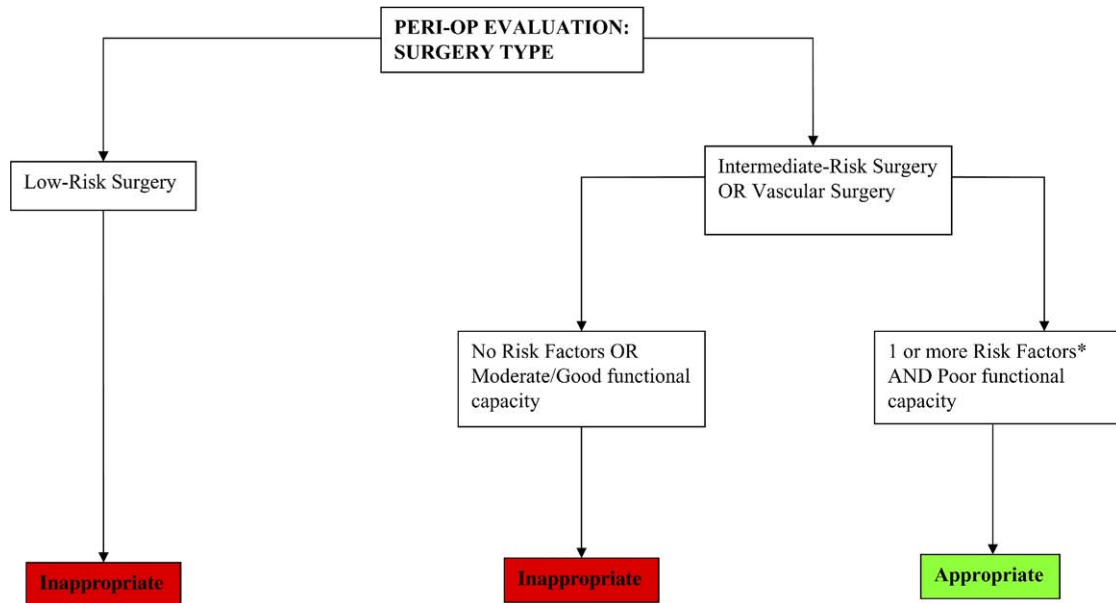 PERI-OP EVALUATION:
SURGERY TYPE
Low-Risk Surgery
Intermediate-Risk Surgery
OR Vascular Surgery
No Risk Factors OR
Moderate/Good functional
capacity
1 or more Risk Factors*
AND Poor functional
capacity
Inappropriate
Inappropriate
Appropriate